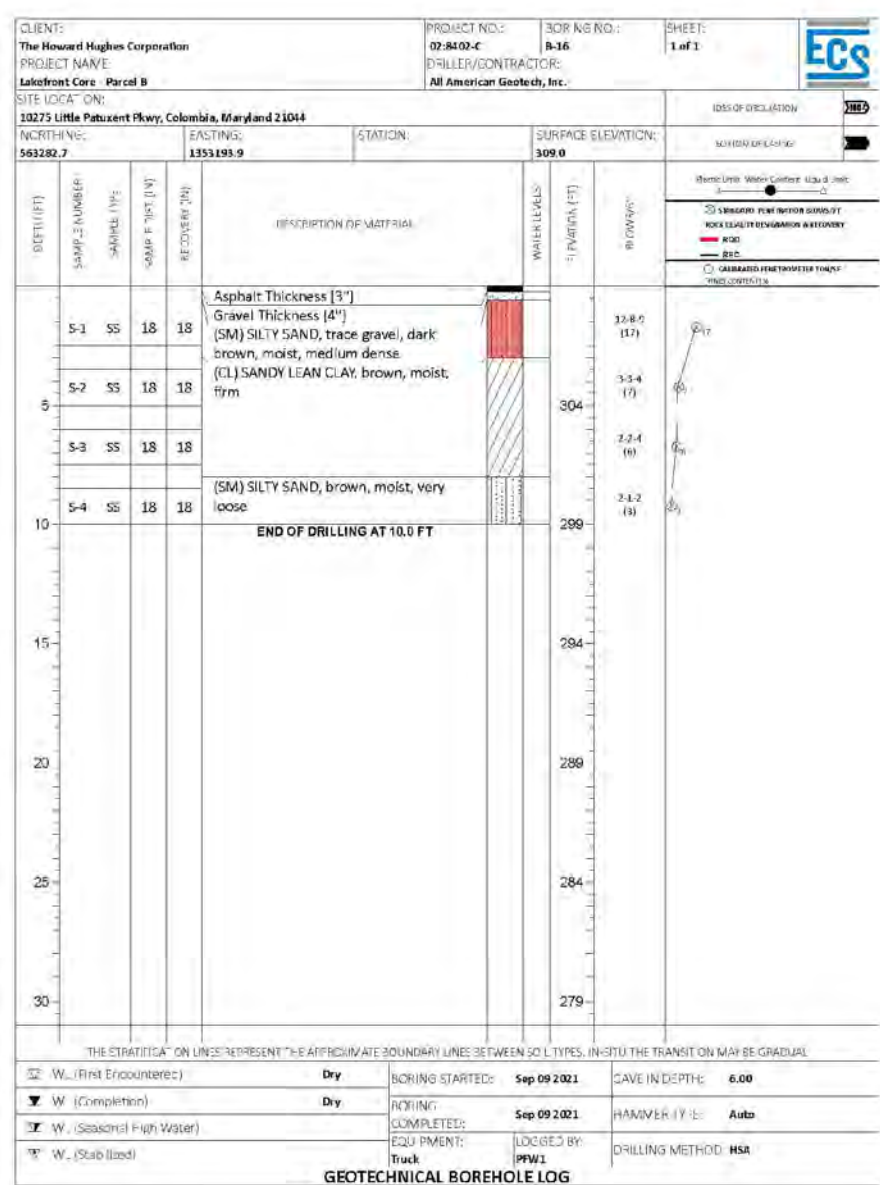 CLIENT: PROJECT NO.: BORING NO.: SHEET:
The Howard Hughes Corporation 02:8402-C B-16 1 of 1
ECS
PROJECT NAME: DRILLER/CONTRACTOR:
Lakefront Core - Parcel B All American Geotech, Inc.
SITE LOCATION:
10275 Little Patuxent Pkwy, Colombia, Maryland 21044
LOSS OF CIRCULATION
NORTHING: EASTING: STATION: SURFACE ELEVATION:
563282.7 1353193.9 309.0
BOTTOM OF CASING
DEPTH (FT) SAMPLE NUMBER SAMPLE TYPE SAMPLE DIST. (IN) RECOVERY (IN) DESCRIPTION OF MATERIAL WATER LEVELS ELEVATION (FT) BLOWS/6"
Plastic Limit Water Content Liquid Limit
STANDARD PENETRATION BLOWS/FT
ROCK QUALITY DESIGNATION & RECOVERY
RQD
REC
CALIBRATED PENETROMETER TON/SF
Asphalt Thickness [3"]
Gravel Thickness [4"]
S-1 SS 18 18 (SM) SILTY SAND, trace gravel, dark 12-8-9
brown, moist, medium dense (17) 17
(CL) SANDY LEAN CLAY, brown, moist,
S-2 SS 18 18 firm 3-3-4
(7)
5 304
S-3 SS 18 18 2-2-4
(6)
(SM) SILTY SAND, brown, moist, very
S-4 SS 18 18 loose 2-1-2
(3)
10 END OF DRILLING AT 10.0 FT 299
15 294
20 289
25 284
30 279
THE STRATIFICATION LINES REPRESENT THE APPROXIMATE BOUNDARY LINES BETWEEN SOIL TYPES. IN-SITU THE TRANSITION MAY BE GRADUAL
WL (First Encountered) Dry BORING STARTED: Sep 09 2021 CAVE IN DEPTH: 6.00
WL (Completion) Dry BORING COMPLETED: Sep 09 2021 HAMMER TYPE: Auto
WL (Seasonal High Water)
WL (Stabilized) EQUIPMENT: Truck LOGGED BY: PFW1 DRILLING METHOD: HSA
GEOTECHNICAL BOREHOLE LOG